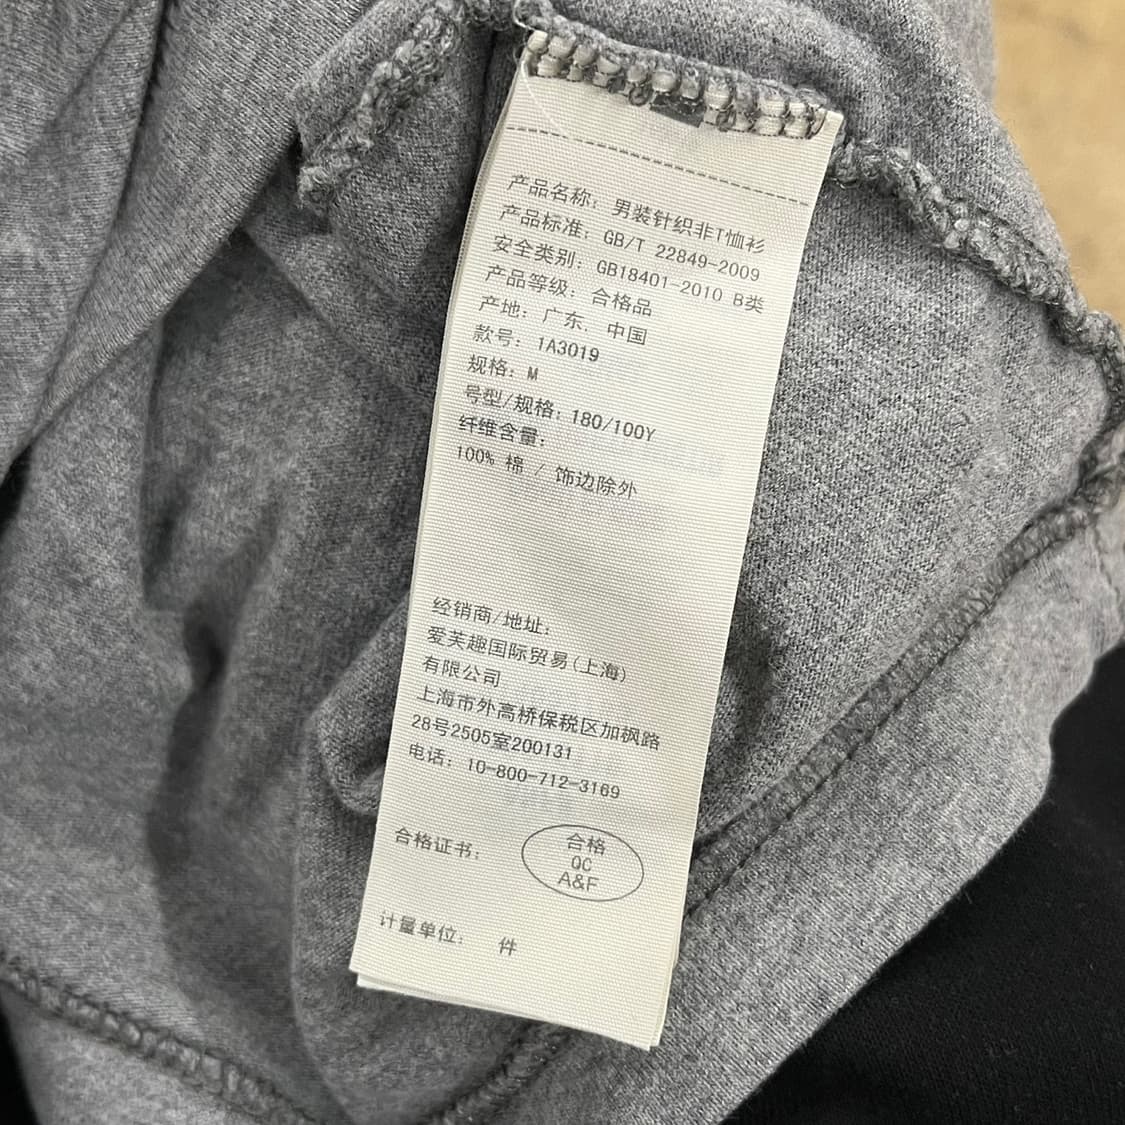 产品名称: 男装针织非T恤衫
产品标准: GB/T 22849-2009
安全类别: GB18401-2010 B类
产品等级: 合格品
产地: 广东, 中国
款号: 1A3019
规格: M
号型/规格: 180/100Y
纤维含量:
100% 棉 / 饰边除外
经销商/地址:
爱芙趣国际贸易(上海)
有限公司
上海市外高桥保税区加枫路
28号2505室200131
电话: 10-800-712-3169
合格证书:
合格
QC
A&F
计量单位: 件